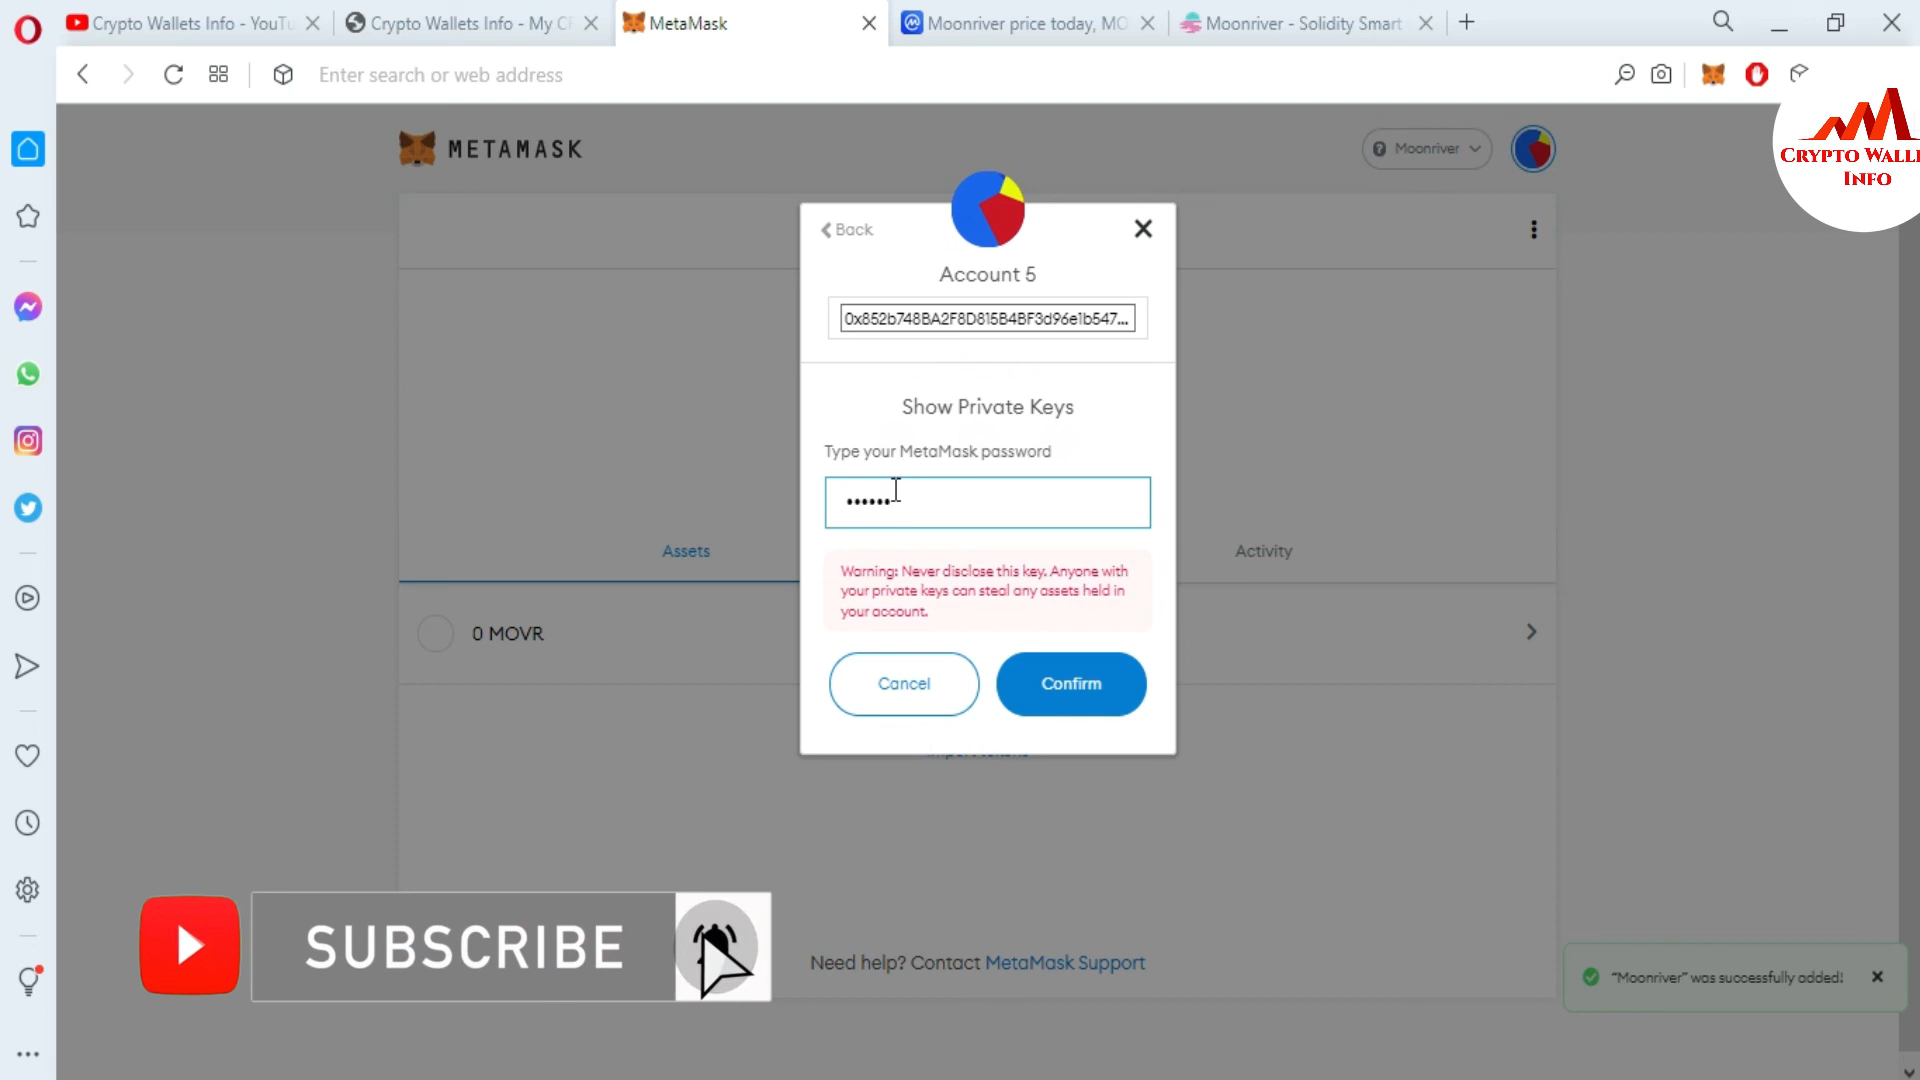 Crypto Wallets Info - YouTu
Crypto Wallets Info - My Cr
MetaMask
Moonriver price today, MO
Moonriver - Solidity Smart
Enter search or web address
CRYPTO WALLE
INFO
METAMASK
Moonriver
Back
Account 5
0x852b748BA2F8D815B4BF3d96e1b547...
Show Private Keys
Type your MetaMask password
Assets
Activity
Warning: Never disclose this key. Anyone with
your private keys can steal any assets held in
your account.
0 MOVR
Cancel
Confirm
SUBSCRIBE
Need help? Contact MetaMask Support
"Moonriver" was successfully added!